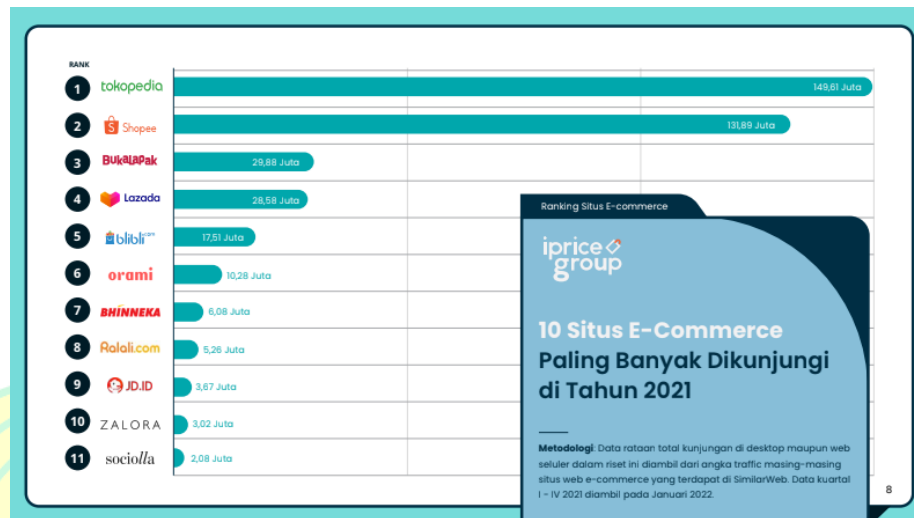 RANK
1 tokopedia 149,61 Juta
2 Shopee 131,89 Juta
3 BukaLapak 29,88 Juta
4 Lazada 28,58 Juta
5 blibli.com 17,51 Juta
6 orami 10,28 Juta
7 BHINNEKA 6,08 Juta
8 Ralali.com 5,26 Juta
9 JD.ID 3,67 Juta
10 ZALORA 3,02 Juta
11 sociolla 2,08 Juta
Ranking Situs E-commerce
iprice
group
10 Situs E-Commerce
Paling Banyak Dikunjungi
di Tahun 2021
Metodologi: Data rataan total kunjungan di desktop maupun web
seluler dalam riset ini diambil dari angka traffic masing-masing
situs web e-commerce yang terdapat di SimilarWeb. Data kuartal
I - IV 2021 diambil pada Januari 2022.
8